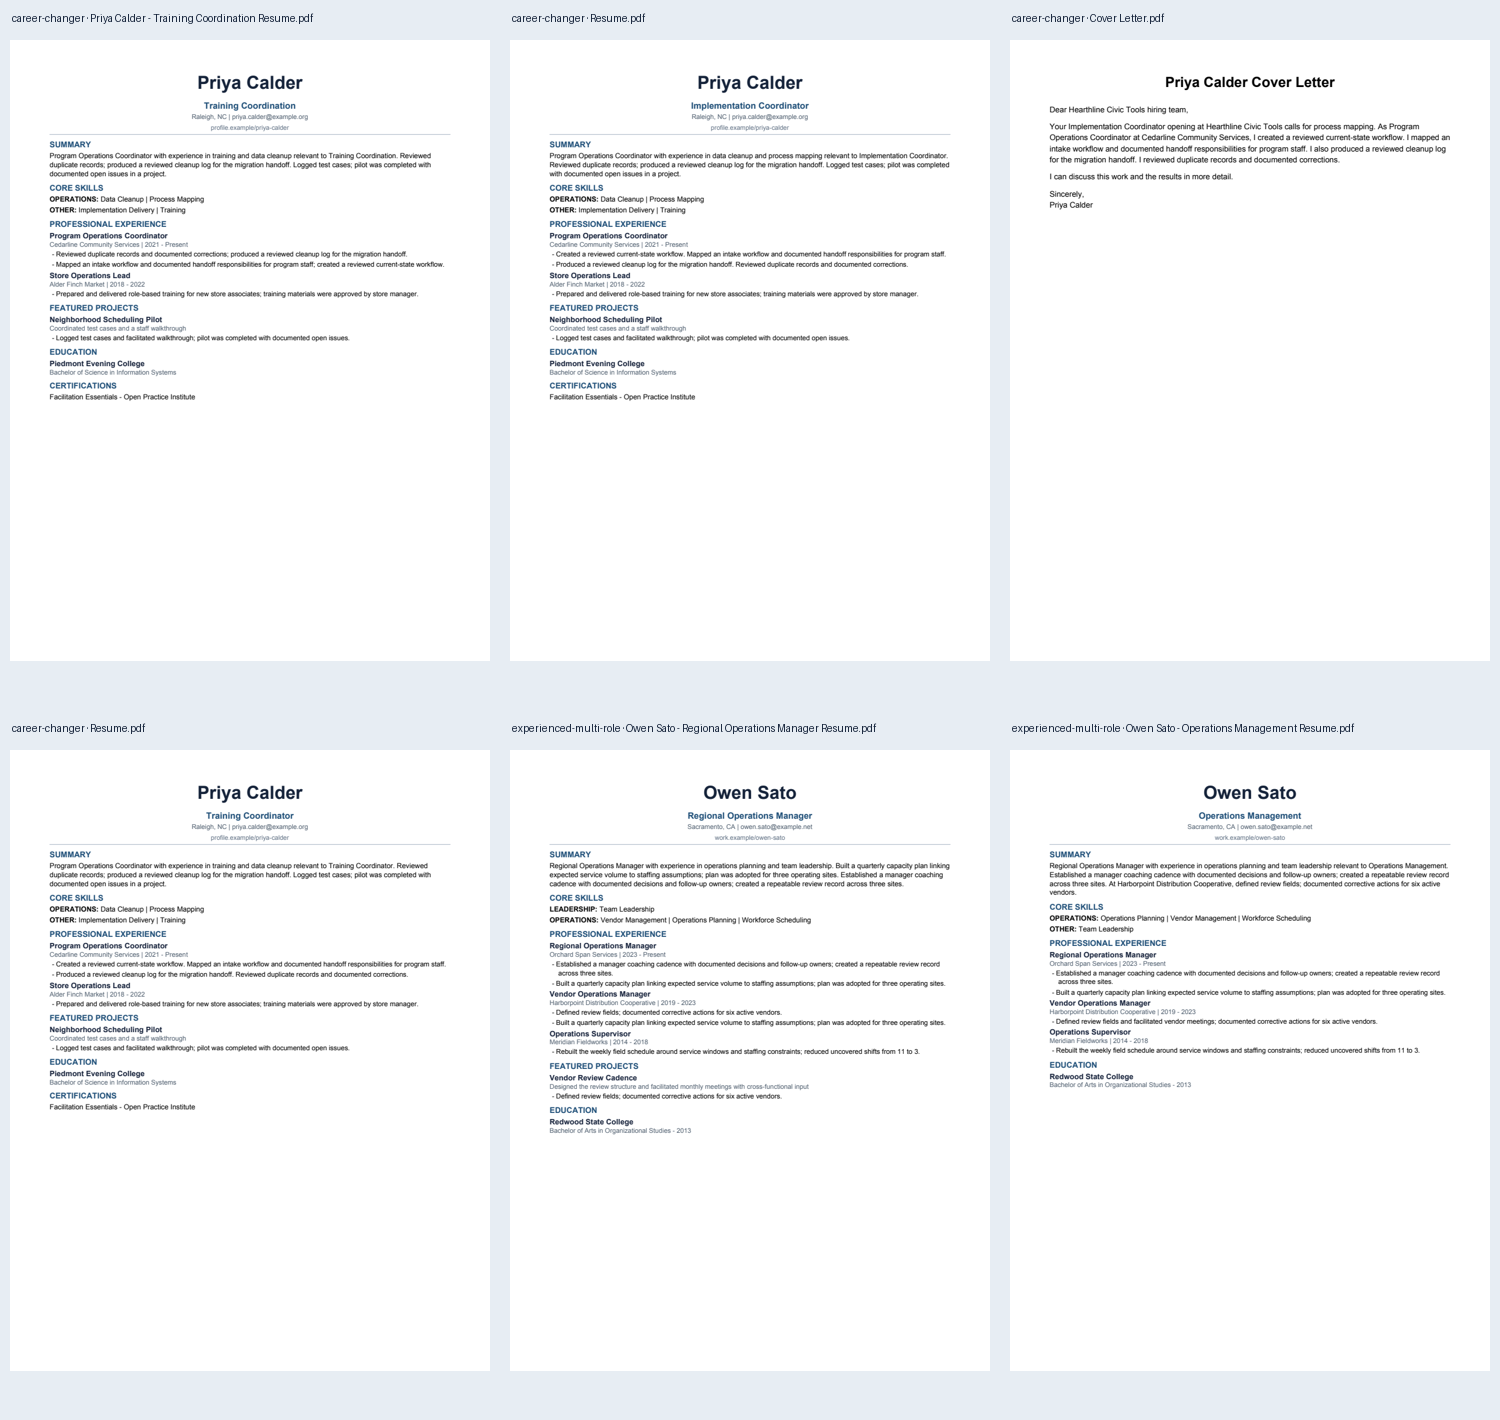 career-changer · Priya Calder - Training Coordination Resume.pdf
Priya Calder
Training Coordination
Raleigh, NC | priya.calder@example.org
profile.example/priya-calder
SUMMARY
Program Operations Coordinator with experience in training and data cleanup relevant to Training Coordination. Reviewed
duplicate records; produced a reviewed cleanup log for the migration handoff. Logged test cases; pilot was completed with
documented open issues in a project.
CORE SKILLS
OPERATIONS: Data Cleanup | Process Mapping
OTHER: Implementation Delivery | Training
PROFESSIONAL EXPERIENCE
Program Operations Coordinator
Cedarline Community Services | 2021 - Present
- Reviewed duplicate records and documented corrections; produced a reviewed cleanup log for the migration handoff.
- Mapped an intake workflow and documented handoff responsibilities for program staff; created a reviewed current-state workflow.
Store Operations Lead
Alder Finch Market | 2018 - 2022
- Prepared and delivered role-based training for new store associates; training materials were approved by store manager.
FEATURED PROJECTS
Neighborhood Scheduling Pilot
Coordinated test cases and a staff walkthrough
- Logged test cases and facilitated walkthrough; pilot was completed with documented open issues.
EDUCATION
Piedmont Evening College
Bachelor of Science in Information Systems
CERTIFICATIONS
Facilitation Essentials - Open Practice Institute
career-changer · Resume.pdf
Priya Calder
Implementation Coordinator
Raleigh, NC | priya.calder@example.org
profile.example/priya-calder
SUMMARY
Program Operations Coordinator with experience in data cleanup and process mapping relevant to Implementation Coordinator.
Reviewed duplicate records; produced a reviewed cleanup log for the migration handoff. Logged test cases; pilot was completed
with documented open issues in a project.
CORE SKILLS
OPERATIONS: Data Cleanup | Process Mapping
OTHER: Implementation Delivery | Training
PROFESSIONAL EXPERIENCE
Program Operations Coordinator
Cedarline Community Services | 2021 - Present
- Created a reviewed current-state workflow. Mapped an intake workflow and documented handoff responsibilities for program staff.
- Produced a reviewed cleanup log for the migration handoff. Reviewed duplicate records and documented corrections.
Store Operations Lead
Alder Finch Market | 2018 - 2022
- Prepared and delivered role-based training for new store associates; training materials were approved by store manager.
FEATURED PROJECTS
Neighborhood Scheduling Pilot
Coordinated test cases and a staff walkthrough
- Logged test cases and facilitated walkthrough; pilot was completed with documented open issues.
EDUCATION
Piedmont Evening College
Bachelor of Science in Information Systems
CERTIFICATIONS
Facilitation Essentials - Open Practice Institute
career-changer · Cover Letter.pdf
Priya Calder Cover Letter
Dear Hearthline Civic Tools hiring team,
Your Implementation Coordinator opening at Hearthline Civic Tools calls for process mapping. As Program
Operations Coordinator at Cedarline Community Services, I created a reviewed current-state workflow. I mapped an
intake workflow and documented handoff responsibilities for program staff. I also produced a reviewed cleanup log
for the migration handoff. I reviewed duplicate records and documented corrections.
I can discuss this work and the results in more detail.
Sincerely,
Priya Calder
career-changer · Resume.pdf
Priya Calder
Training Coordinator
Raleigh, NC | priya.calder@example.org
profile.example/priya-calder
SUMMARY
Program Operations Coordinator with experience in training and data cleanup relevant to Training Coordinator. Reviewed
duplicate records; produced a reviewed cleanup log for the migration handoff. Logged test cases; pilot was completed with
documented open issues in a project.
CORE SKILLS
OPERATIONS: Data Cleanup | Process Mapping
OTHER: Implementation Delivery | Training
PROFESSIONAL EXPERIENCE
Program Operations Coordinator
Cedarline Community Services | 2021 - Present
- Created a reviewed current-state workflow. Mapped an intake workflow and documented handoff responsibilities for program staff.
- Produced a reviewed cleanup log for the migration handoff. Reviewed duplicate records and documented corrections.
Store Operations Lead
Alder Finch Market | 2018 - 2022
- Prepared and delivered role-based training for new store associates; training materials were approved by store manager.
FEATURED PROJECTS
Neighborhood Scheduling Pilot
Coordinated test cases and a staff walkthrough
- Logged test cases and facilitated walkthrough; pilot was completed with documented open issues.
EDUCATION
Piedmont Evening College
Bachelor of Science in Information Systems
CERTIFICATIONS
Facilitation Essentials - Open Practice Institute
experienced-multi-role · Owen Sato - Regional Operations Manager Resume.pdf
Owen Sato
Regional Operations Manager
Sacramento, CA | owen.sato@example.net
work.example/owen-sato
SUMMARY
Regional Operations Manager with experience in operations planning and team leadership. Built a quarterly capacity plan linking
expected service volume to staffing assumptions; plan was adopted for three operating sites. Established a manager coaching
cadence with documented decisions and follow-up owners; created a repeatable review record across three sites.
CORE SKILLS
LEADERSHIP: Team Leadership
OPERATIONS: Vendor Management | Operations Planning | Workforce Scheduling
PROFESSIONAL EXPERIENCE
Regional Operations Manager
Orchard Span Services | 2023 - Present
- Established a manager coaching cadence with documented decisions and follow-up owners; created a repeatable review record
across three sites.
- Built a quarterly capacity plan linking expected service volume to staffing assumptions; plan was adopted for three operating sites.
Vendor Operations Manager
Harborpoint Distribution Cooperative | 2019 - 2023
- Defined review fields; documented corrective actions for six active vendors.
- Built a quarterly capacity plan linking expected service volume to staffing assumptions; plan was adopted for three operating sites.
Operations Supervisor
Meridian Fieldworks | 2014 - 2018
- Rebuilt the weekly field schedule around service windows and staffing constraints; reduced uncovered shifts from 11 to 3.
FEATURED PROJECTS
Vendor Review Cadence
Designed the review structure and facilitated monthly meetings with cross-functional input
- Defined review fields; documented corrective actions for six active vendors.
EDUCATION
Redwood State College
Bachelor of Arts in Organizational Studies - 2013
experienced-multi-role · Owen Sato - Operations Management Resume.pdf
Owen Sato
Operations Management
Sacramento, CA | owen.sato@example.net
work.example/owen-sato
SUMMARY
Regional Operations Manager with experience in operations planning and team leadership relevant to Operations Management.
Established a manager coaching cadence with documented decisions and follow-up owners; created a repeatable review record
across three sites. At Harborpoint Distribution Cooperative, defined review fields; documented corrective actions for six active
vendors.
CORE SKILLS
OPERATIONS: Operations Planning | Vendor Management | Workforce Scheduling
OTHER: Team Leadership
PROFESSIONAL EXPERIENCE
Regional Operations Manager
Orchard Span Services | 2023 - Present
- Established a manager coaching cadence with documented decisions and follow-up owners; created a repeatable review record
across three sites.
- Built a quarterly capacity plan linking expected service volume to staffing assumptions; plan was adopted for three operating sites.
Vendor Operations Manager
Harborpoint Distribution Cooperative | 2019 - 2023
- Defined review fields and facilitated vendor meetings; documented corrective actions for six active vendors.
Operations Supervisor
Meridian Fieldworks | 2014 - 2018
- Rebuilt the weekly field schedule around service windows and staffing constraints; reduced uncovered shifts from 11 to 3.
EDUCATION
Redwood State College
Bachelor of Arts in Organizational Studies - 2013